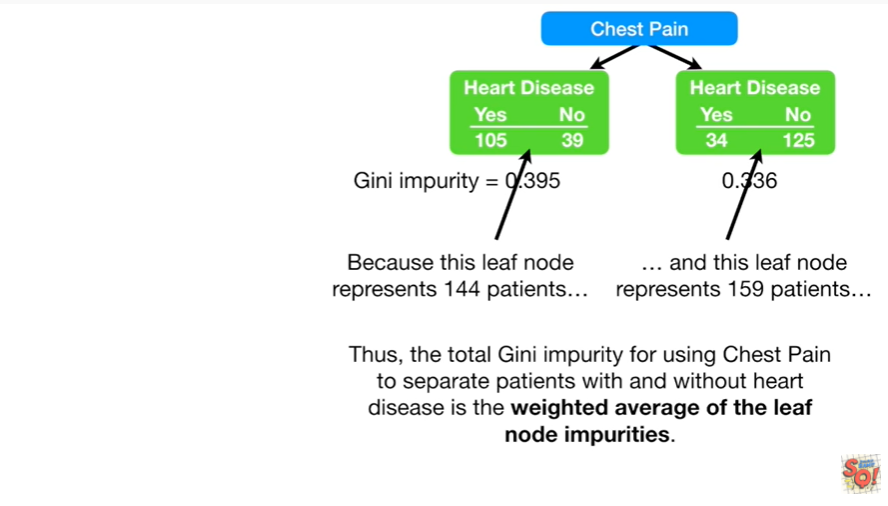 Chest Pain
Heart Disease
Yes No
105 39
Heart Disease
Yes No
34 125
Gini impurity = 0.395
0.336
Because this leaf node
represents 144 patients…
… and this leaf node
represents 159 patients…
Thus, the total Gini impurity for using Chest Pain
to separate patients with and without heart
disease is the weighted average of the leaf
node impurities.
SQ!